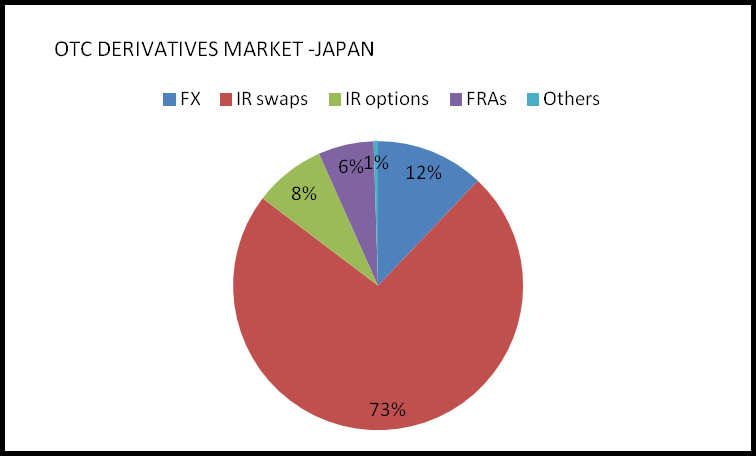 OTC DERIVATIVES MARKET -JAPAN
FX IR swaps IR options FRAs Others
6% 1% 12%
8%
73%